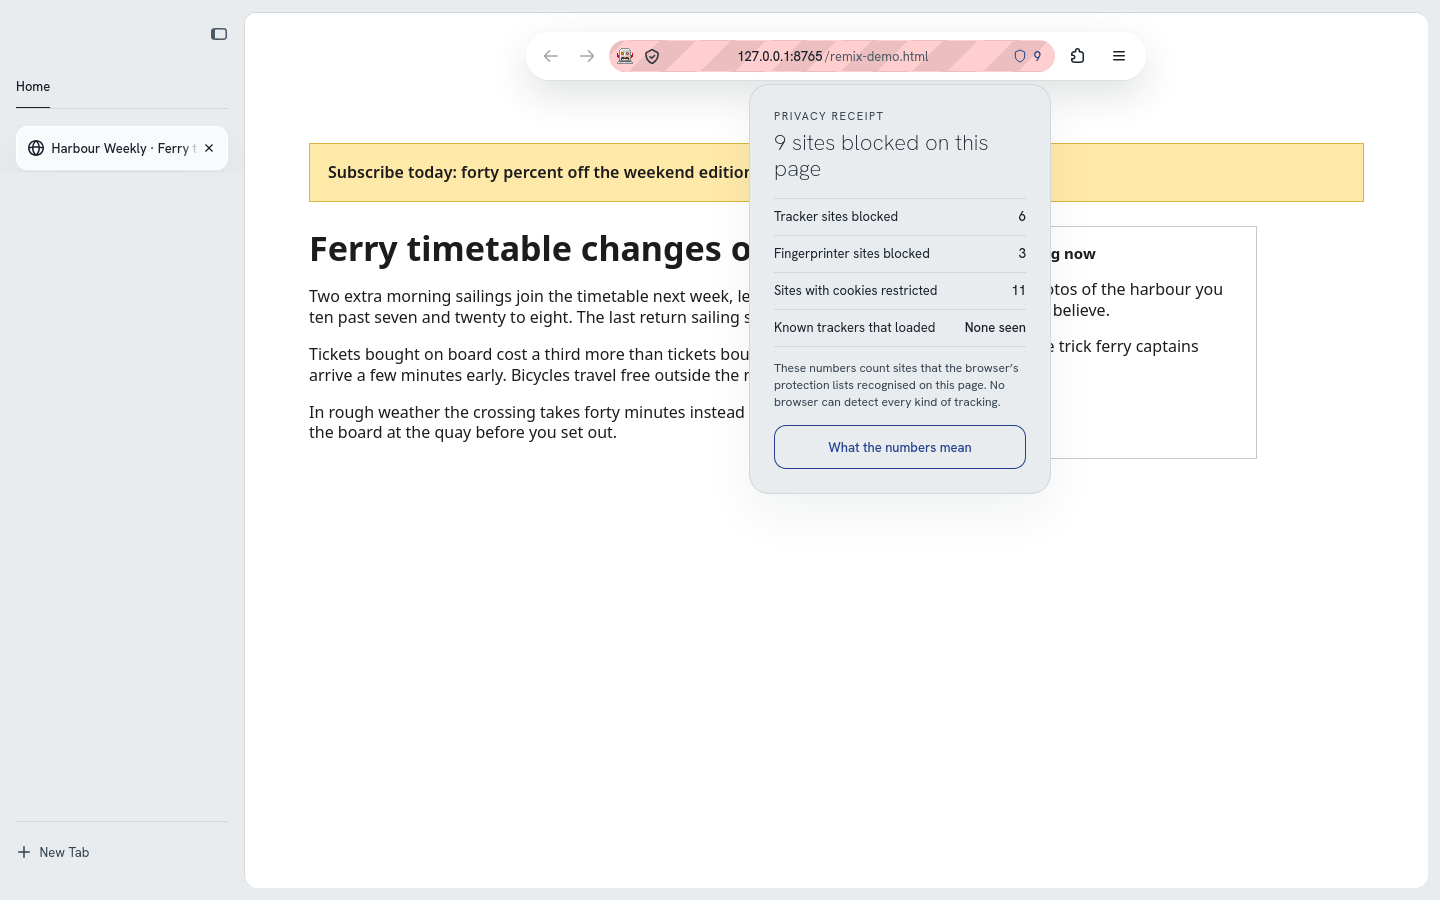 Home
Harbour Weekly · Ferry
New Tab
127.0.0.1:8765/remix-demo.html
9
Subscribe today: forty percent off the weekend edition
Ferry timetable changes
Two extra morning sailings join the timetable next week,
ten past seven and twenty to eight. The last return sailing
Tickets bought on board cost a third more than tickets
arrive a few minutes early. Bicycles travel free outside the
In rough weather the crossing takes forty minutes instead
the board at the quay before you set out.
PRIVACY RECEIPT
9 sites blocked on this
page
Tracker sites blocked 6
Fingerprinter sites blocked 3
Sites with cookies restricted 11
Known trackers that loaded None seen
These numbers count sites that the browser’s
protection lists recognised on this page. No
browser can detect every kind of tracking.
What the numbers mean
now
of the harbour you
believe.
trick ferry captains